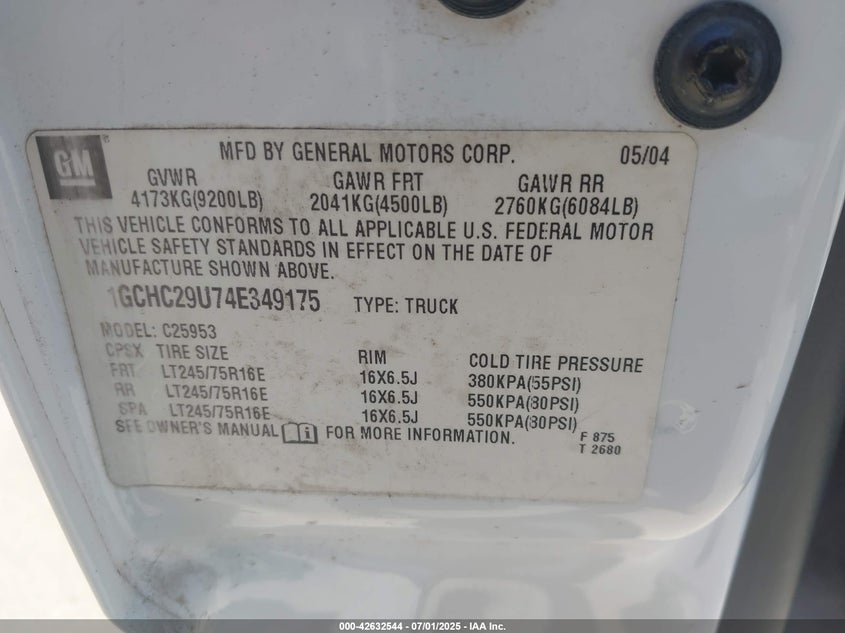 GM
MFD BY GENERAL MOTORS CORP. 05/04
GVWR GAWR FRT GAWR RR
4173KG(9200LB) 2041KG(4500LB) 2760KG(6084LB)
THIS VEHICLE CONFORMS TO ALL APPLICABLE U.S. FEDERAL MOTOR
VEHICLE SAFETY STANDARDS IN EFFECT ON THE DATE OF
MANUFACTURE SHOWN ABOVE.
1GCHC29U74E349175 TYPE: TRUCK
MODEL: C25953
CPSX TIRE SIZE RIM COLD TIRE PRESSURE
FRT LT245/75R16E 16X6.5J 380KPA(55PSI)
RR LT245/75R16E 16X6.5J 550KPA(80PSI)
SPA LT245/75R16E 16X6.5J 550KPA(80PSI)
SEE OWNER'S MANUAL FOR MORE INFORMATION.
F 875
T 2680
000-42632544 - 07/01/2025 - IAA Inc.